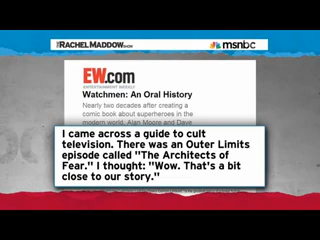 THE RACHEL MADDOW SHOW
msnbc
EW.com
ENTERTAINMENT WEEKLY
Watchmen: An Oral History
Nearly two decades after creating a
comic book about superheroes in the
modern world, Alan Moore and Dave
I came across a guide to cult
television. There was an Outer Limits
episode called "The Architects of
Fear." I thought: "Wow. That's a bit
close to our story."